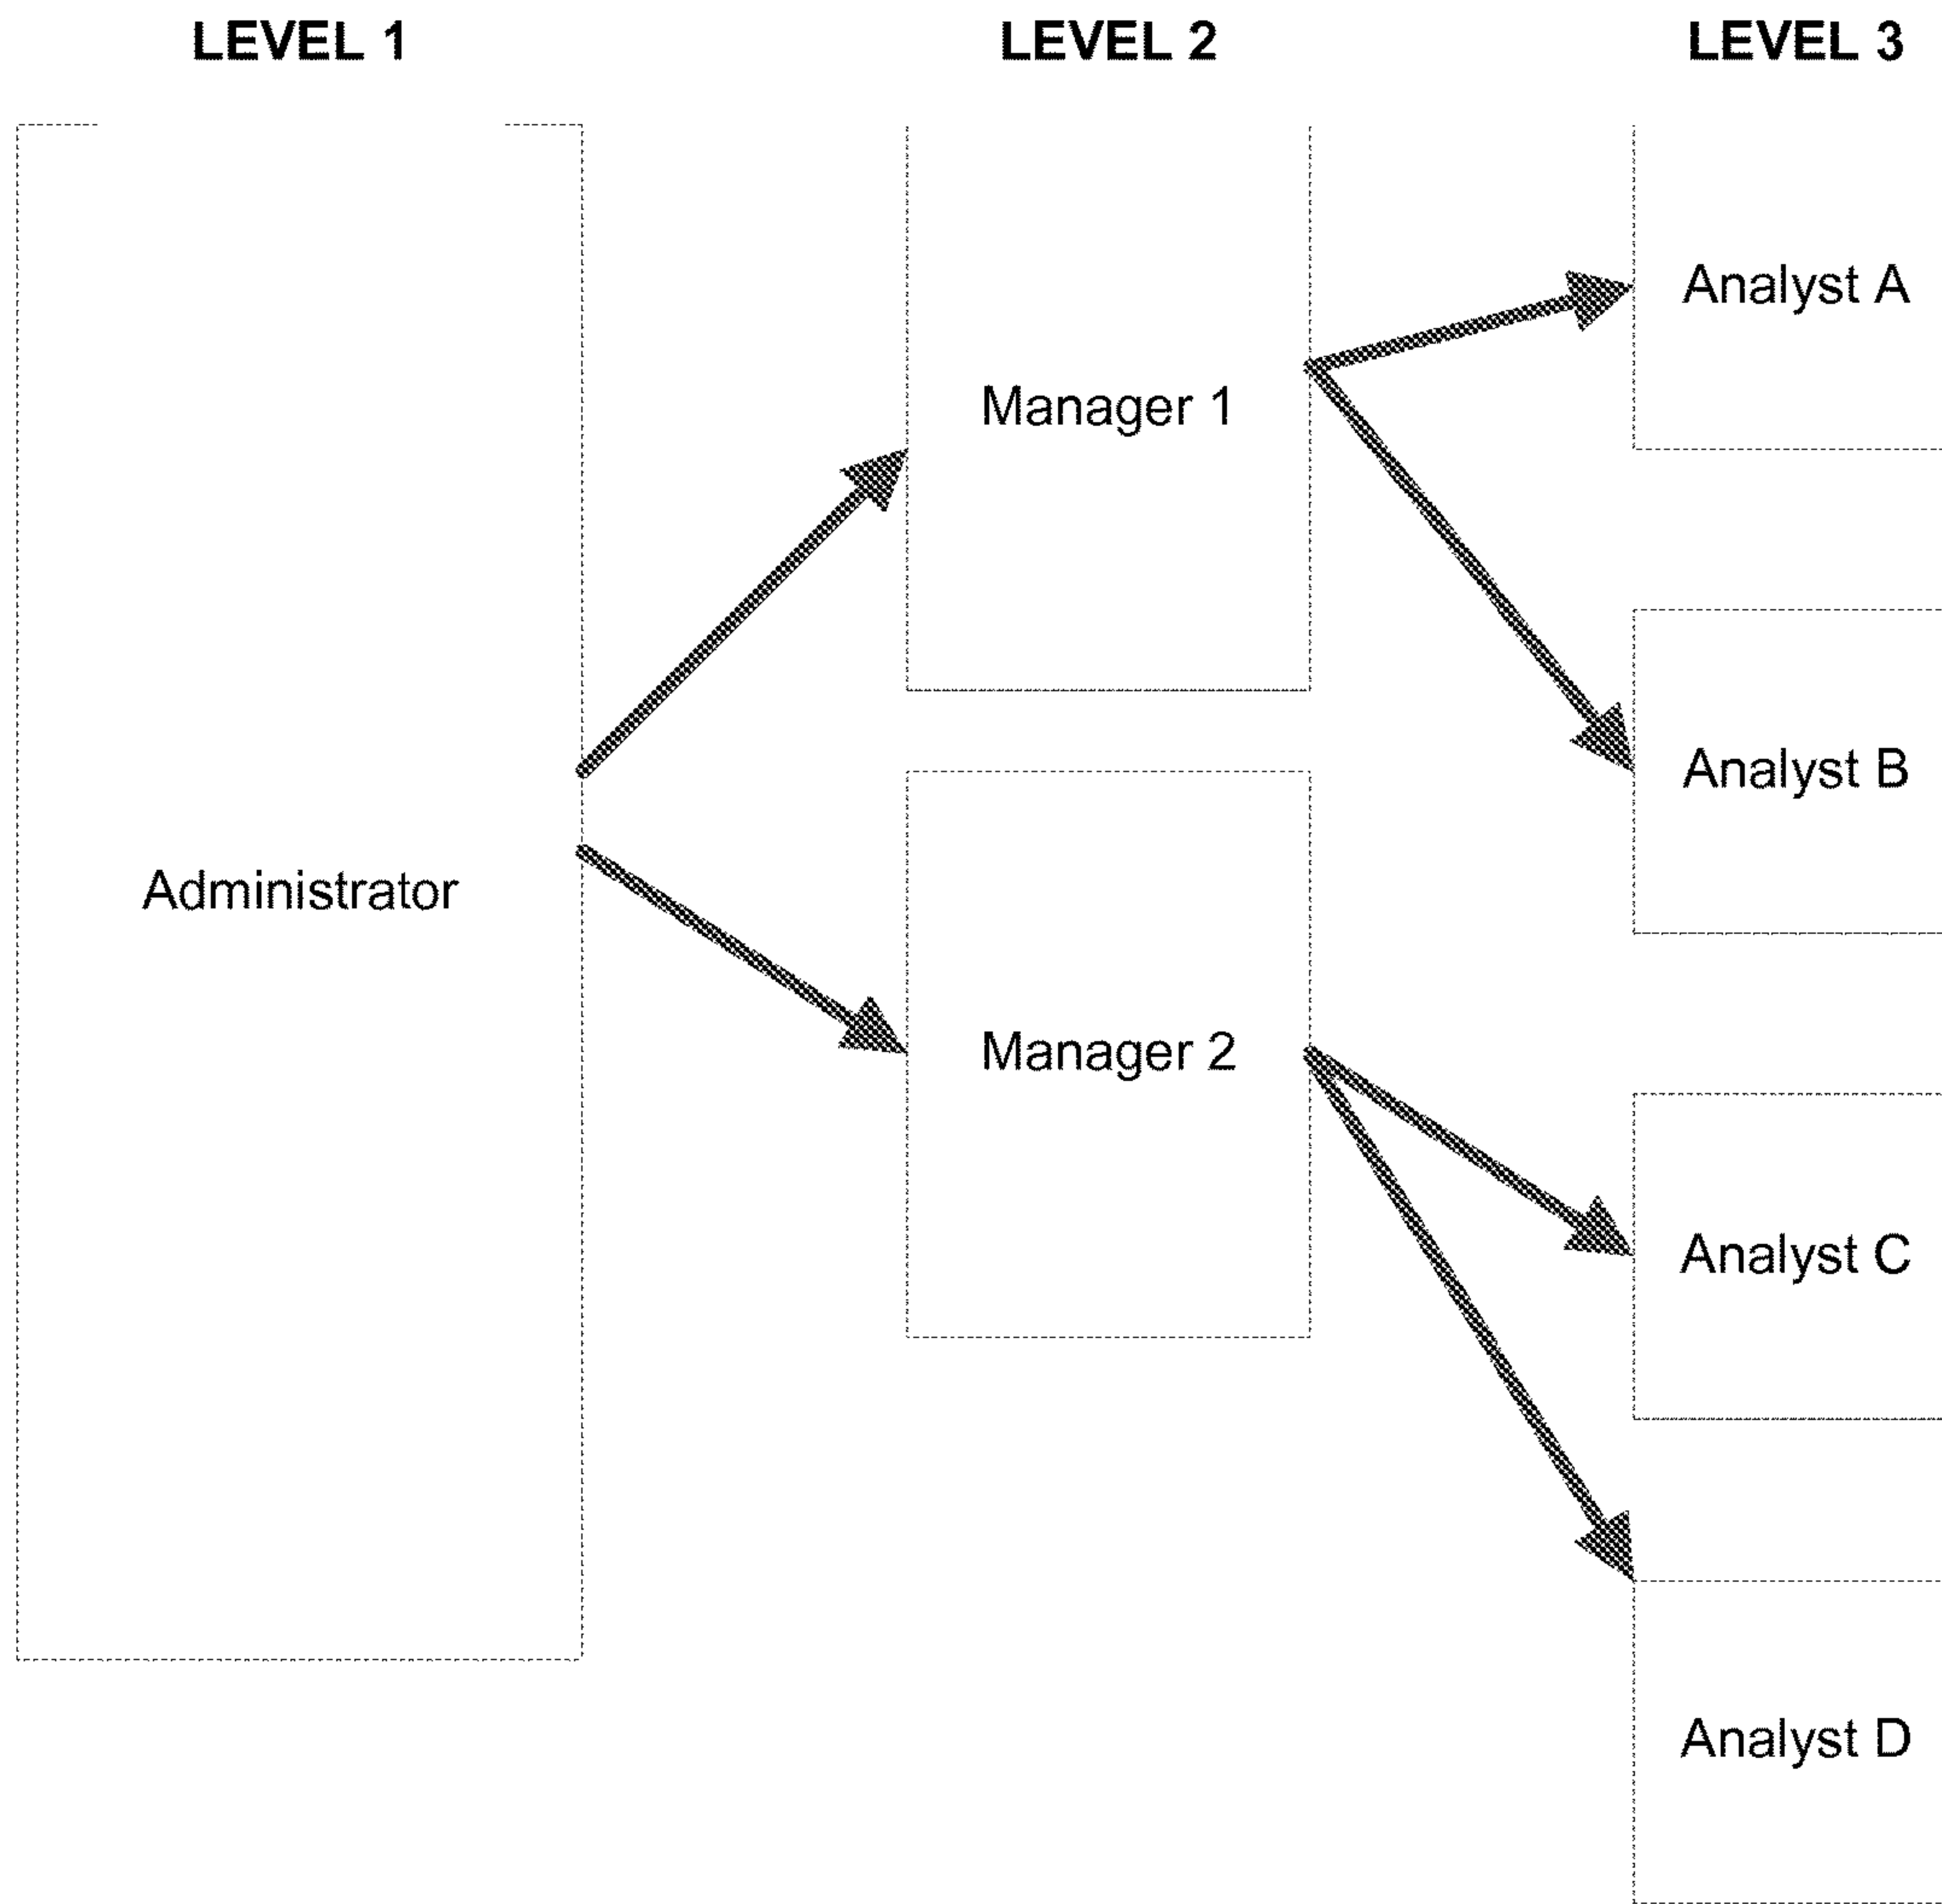 LEVEL 1
LEVEL 2
LEVEL 3
Administrator
Manager 1
Manager 2
Analyst A
Analyst B
Analyst C
Analyst D